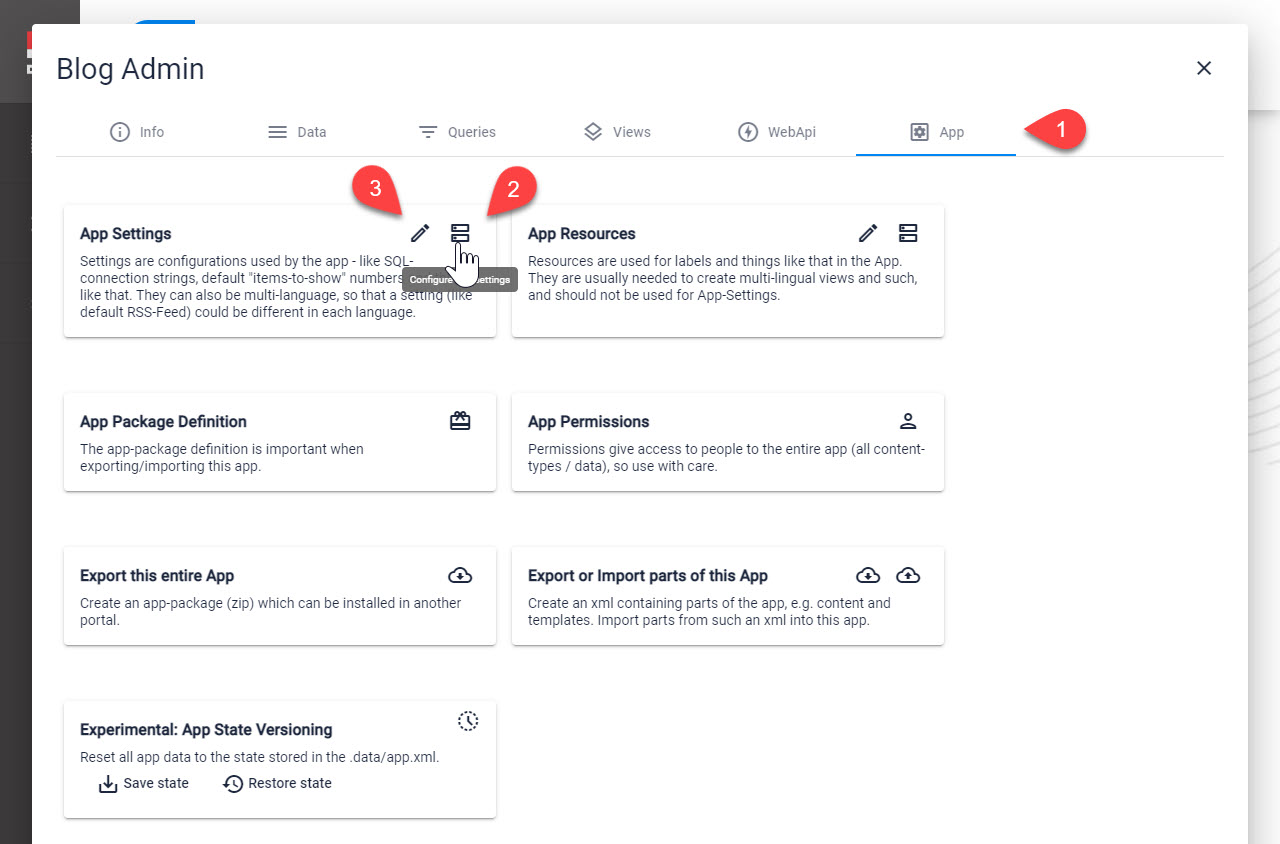 Blog Admin
Info
Data
Queries
Views
WebApi
App
1
3
2
App Settings
Settings are configurations used by the app - like SQL-
connection strings, default "items-to-show" numbers
like that. They can also be multi-language, so that a setting (like
default RSS-Feed) could be different in each language.
Configure settings
App Resources
Resources are used for labels and things like that in the App.
They are usually needed to create multi-lingual views and such,
and should not be used for App-Settings.
App Package Definition
The app-package definition is important when
exporting/importing this app.
App Permissions
Permissions give access to people to the entire app (all content-
types / data), so use with care.
Export this entire App
Create an app-package (zip) which can be installed in another
portal.
Export or Import parts of this App
Create an xml containing parts of the app, e.g. content and
templates. Import parts from such an xml into this app.
Experimental: App State Versioning
Reset all app data to the state stored in the .data/app.xml.
Save state
Restore state